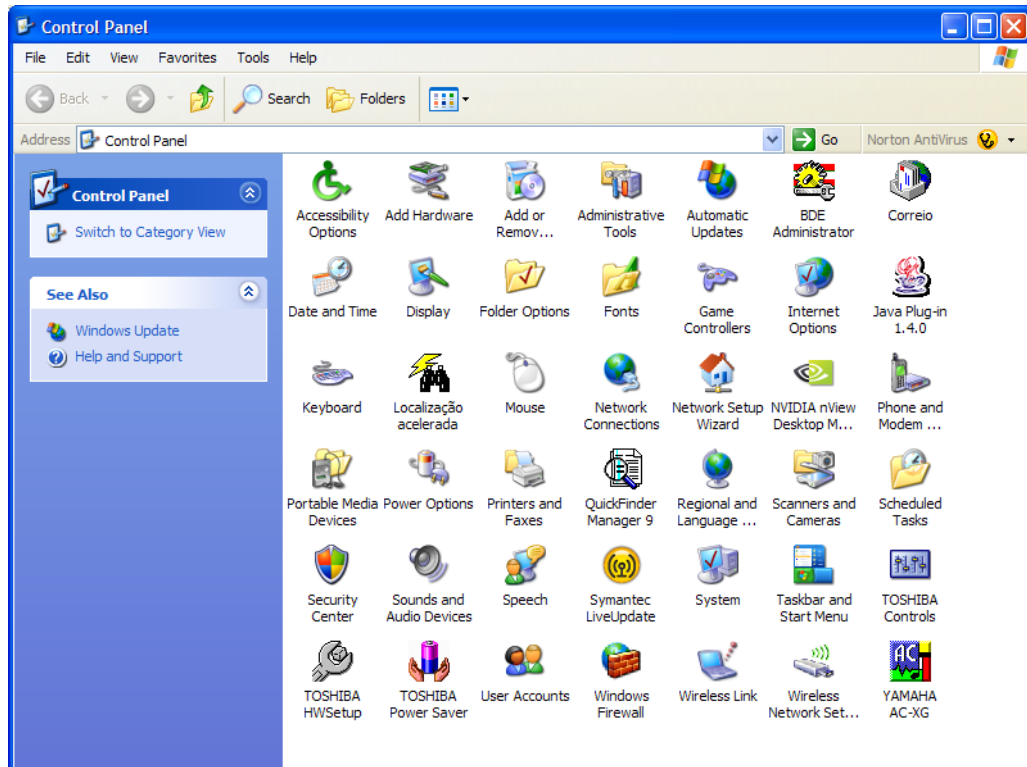 Control Panel
File Edit View Favorites Tools Help
Back Search Folders
Address Control Panel Go Norton AntiVirus
Control Panel
Switch to Category View
See Also
Windows Update
Help and Support
Accessibility Options
Add Hardware
Add or Remov...
Administrative Tools
Automatic Updates
BDE Administrator
Correio
Date and Time
Display
Folder Options
Fonts
Game Controllers
Internet Options
Java Plug-in 1.4.0
Keyboard
Localização acelerada
Mouse
Network Connections
Network Setup Wizard
NVIDIA nView Desktop M...
Phone and Modem ...
Portable Media Devices
Power Options
Printers and Faxes
QuickFinder Manager 9
Regional and Language ...
Scanners and Cameras
Scheduled Tasks
Security Center
Sounds and Audio Devices
Speech
Symantec LiveUpdate
System
Taskbar and Start Menu
TOSHIBA Controls
TOSHIBA HWSetup
TOSHIBA Power Saver
User Accounts
Windows Firewall
Wireless Link
Wireless Network Set...
AC
YAMAHA AC-XG